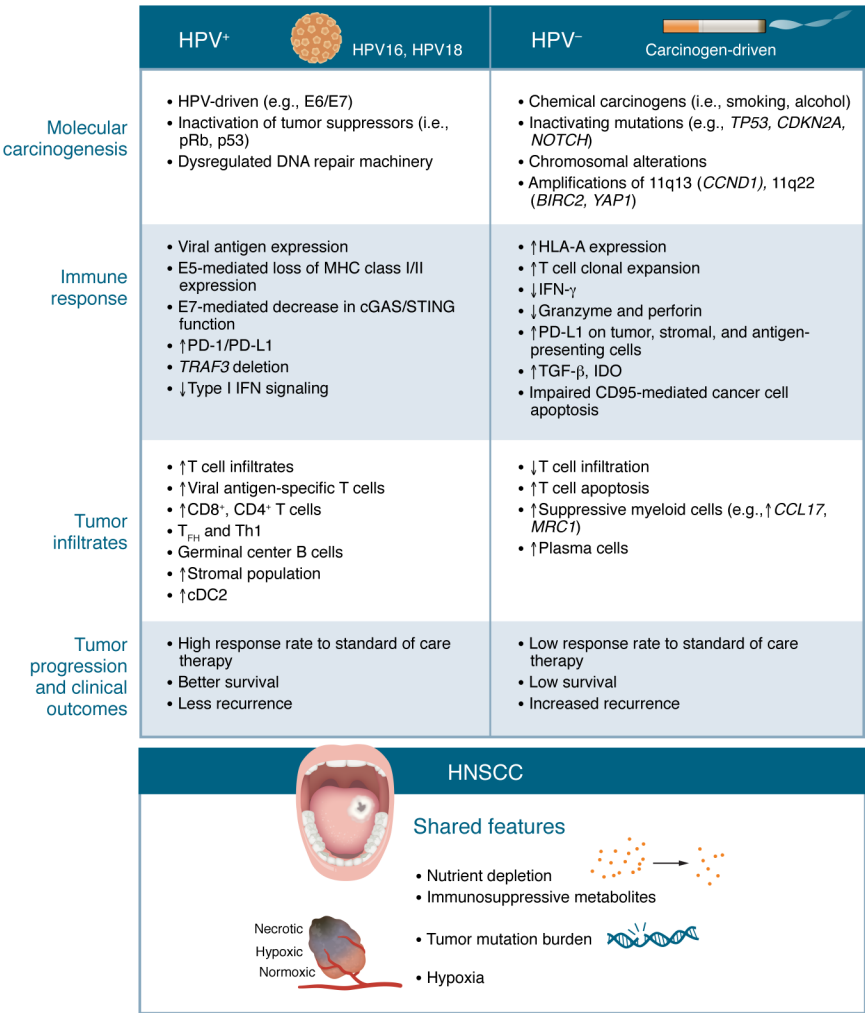 HPV⁺
HPV16, HPV18
HPV⁻
Carcinogen-driven
Molecular
carcinogenesis
• HPV-driven (e.g., E6/E7)
• Inactivation of tumor suppressors (i.e.,
pRb, p53)
• Dysregulated DNA repair machinery
• Chemical carcinogens (i.e., smoking, alcohol)
• Inactivating mutations (e.g., TP53, CDKN2A,
NOTCH)
• Chromosomal alterations
• Amplifications of 11q13 (CCND1), 11q22
(BIRC2, YAP1)
Immune
response
• Viral antigen expression
• E5-mediated loss of MHC class I/II
expression
• E7-mediated decrease in cGAS/STING
function
• ↑PD-1/PD-L1
• TRAF3 deletion
• ↓Type I IFN signaling
• ↑HLA-A expression
• ↑T cell clonal expansion
• ↓IFN-γ
• ↓Granzyme and perforin
• ↑PD-L1 on tumor, stromal, and antigen-
presenting cells
• ↑TGF-β, IDO
• Impaired CD95-mediated cancer cell
apoptosis
Tumor
infiltrates
• ↑T cell infiltrates
• ↑Viral antigen-specific T cells
• ↑CD8⁺, CD4⁺ T cells
• T_FH and Th1
• Germinal center B cells
• ↑Stromal population
• ↑cDC2
• ↓T cell infiltration
• ↑T cell apoptosis
• ↑Suppressive myeloid cells (e.g.,↑CCL17,
MRC1)
• ↑Plasma cells
Tumor
progression
and clinical
outcomes
• High response rate to standard of care
therapy
• Better survival
• Less recurrence
• Low response rate to standard of care
therapy
• Low survival
• Increased recurrence
HNSCC
Shared features
• Nutrient depletion
• Immunosuppressive metabolites
• Tumor mutation burden
• Hypoxia
Necrotic
Hypoxic
Normoxic